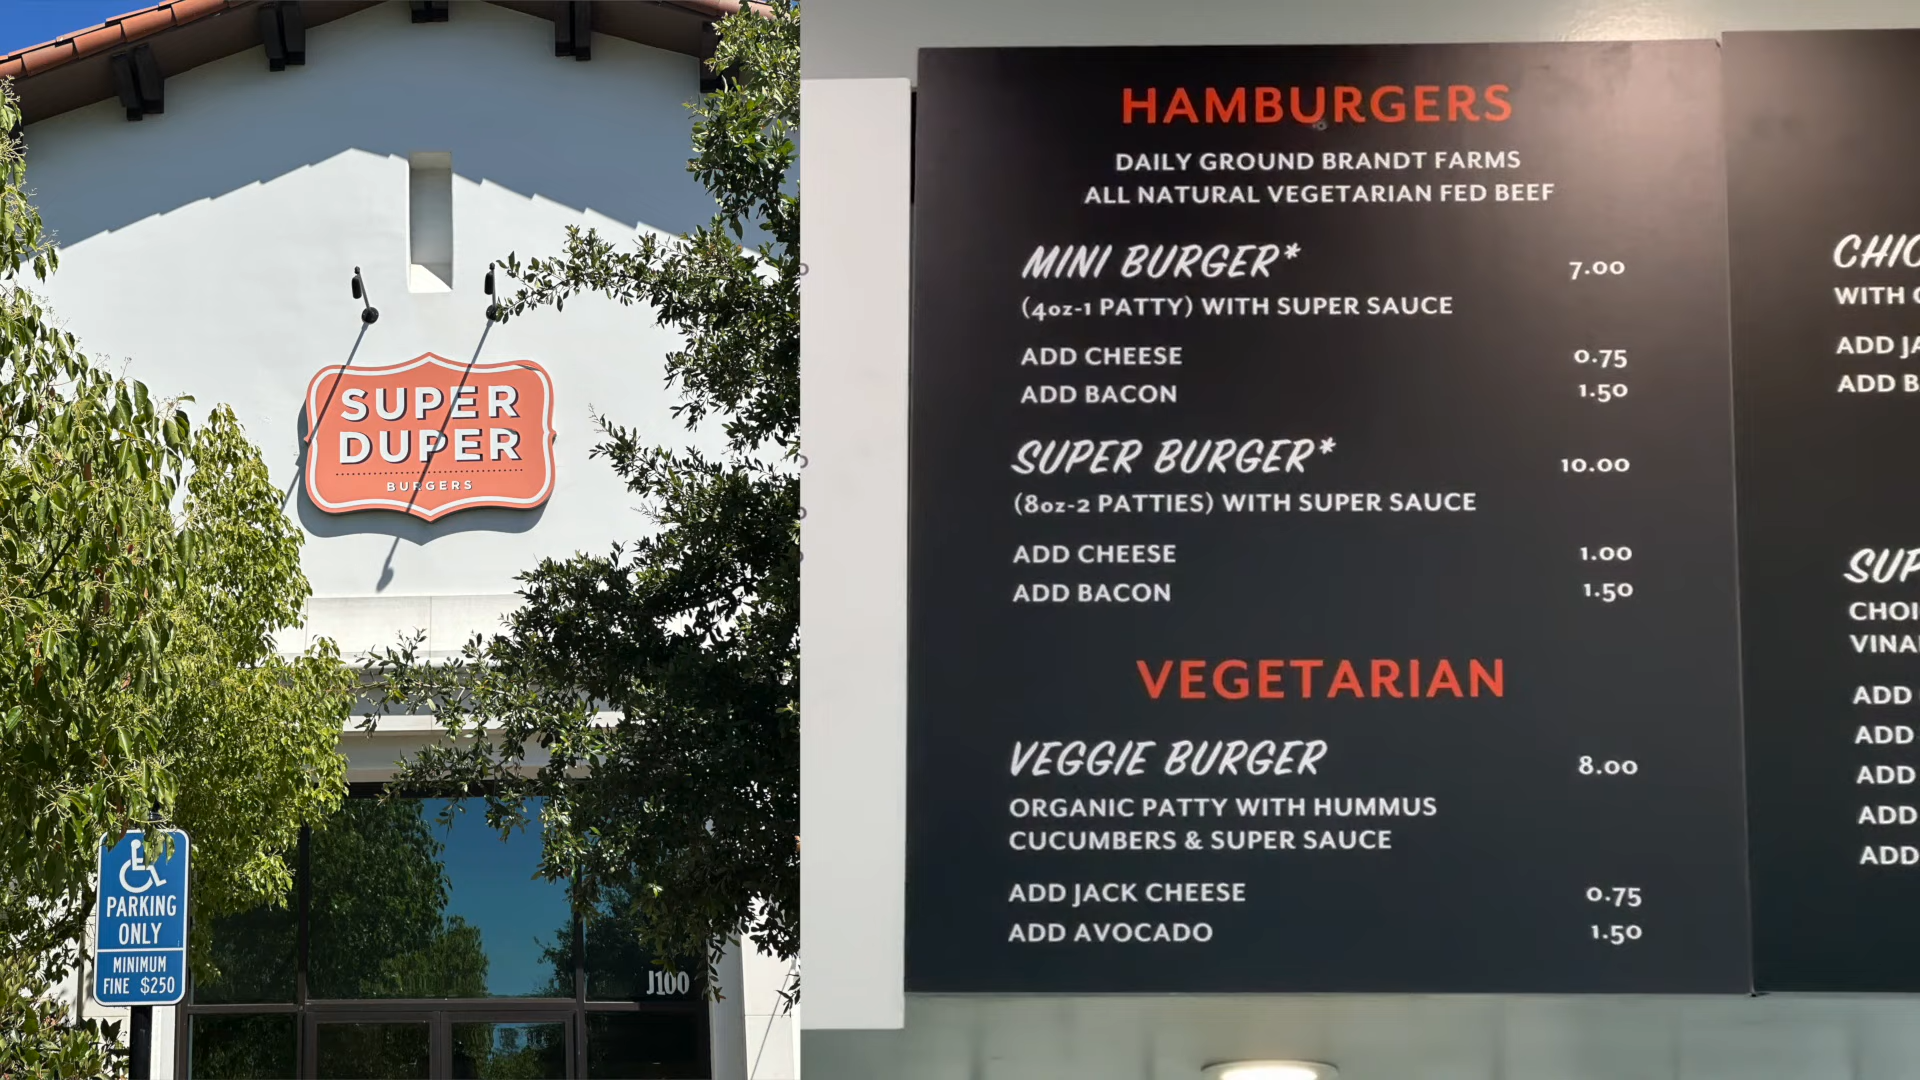 SUPER
DUPER
BURGERS
PARKING
ONLY
MINIMUM
FINE $250
J100
HAMBURGERS
DAILY GROUND BRANDT FARMS
ALL NATURAL VEGETARIAN FED BEEF
MINI BURGER* 7.00
(4oz-1 PATTY) WITH SUPER SAUCE
ADD CHEESE 0.75
ADD BACON 1.50
SUPER BURGER* 10.00
(8oz-2 PATTIES) WITH SUPER SAUCE
ADD CHEESE 1.00
ADD BACON 1.50
VEGETARIAN
VEGGIE BURGER 8.00
ORGANIC PATTY WITH HUMMUS
CUCUMBERS & SUPER SAUCE
ADD JACK CHEESE 0.75
ADD AVOCADO 1.50
WITH
ADD
ADD
ADD
ADD
ADD
ADD
ADD